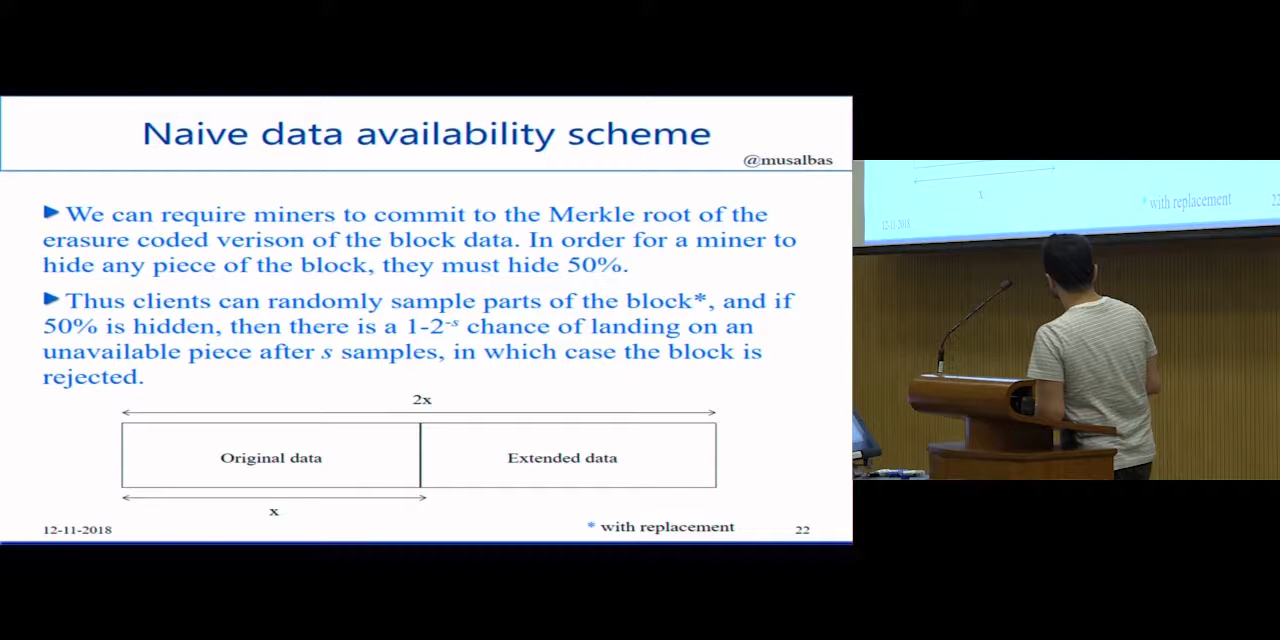 Naive data availability scheme
@musalbas
We can require miners to commit to the Merkle root of the
erasure coded verison of the block data. In order for a miner to
hide any piece of the block, they must hide 50%.
Thus clients can randomly sample parts of the block*, and if
50% is hidden, then there is a 1-2^-s chance of landing on an
unavailable piece after s samples, in which case the block is
rejected.
2x
Original data
Extended data
x
12-11-2018
* with replacement
22
x
* with replacement
12-11-2018
22